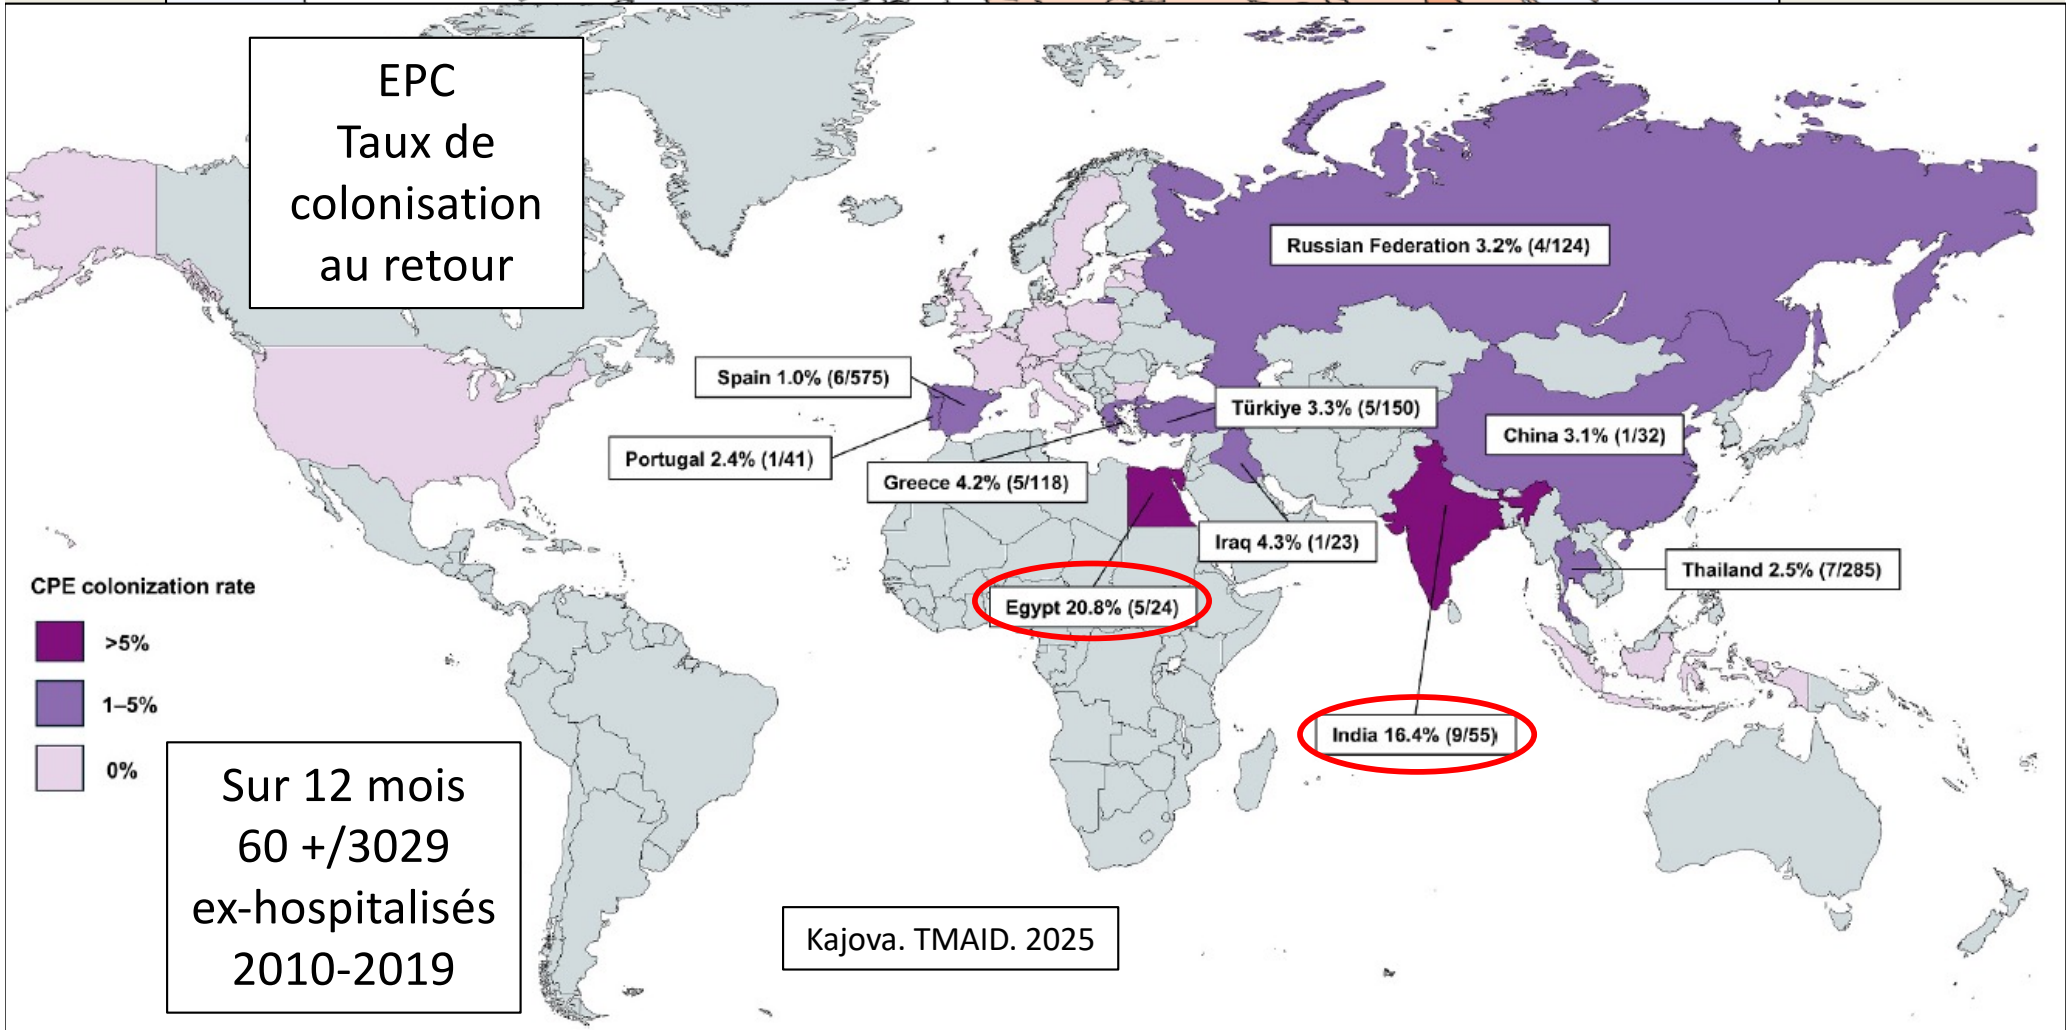 EPC
Taux de
colonisation
au retour
Russian Federation 3.2% (4/124)
Spain 1.0% (6/575)
Türkiye 3.3% (5/150)
China 3.1% (1/32)
Portugal 2.4% (1/41)
Greece 4.2% (5/118)
Iraq 4.3% (1/23)
Thailand 2.5% (7/285)
Egypt 20.8% (5/24)
India 16.4% (9/55)
CPE colonization rate
>5%
1–5%
0%
Sur 12 mois
60 +/3029
ex-hospitalisés
2010-2019
Kajova. TMAID. 2025